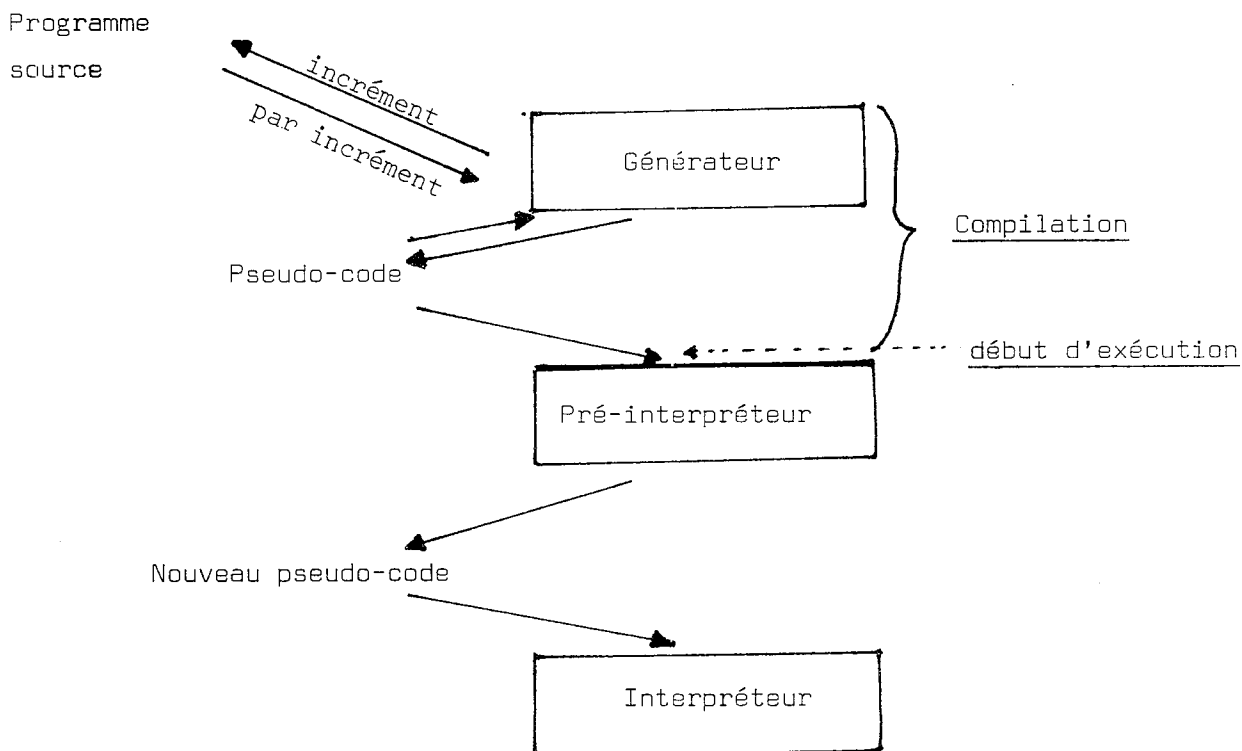 Programme
source
incrément
par incrément
Générateur
Compilation
Pseudo-code
début d'exécution
Pré-interpréteur
Nouveau pseudo-code
Interpréteur